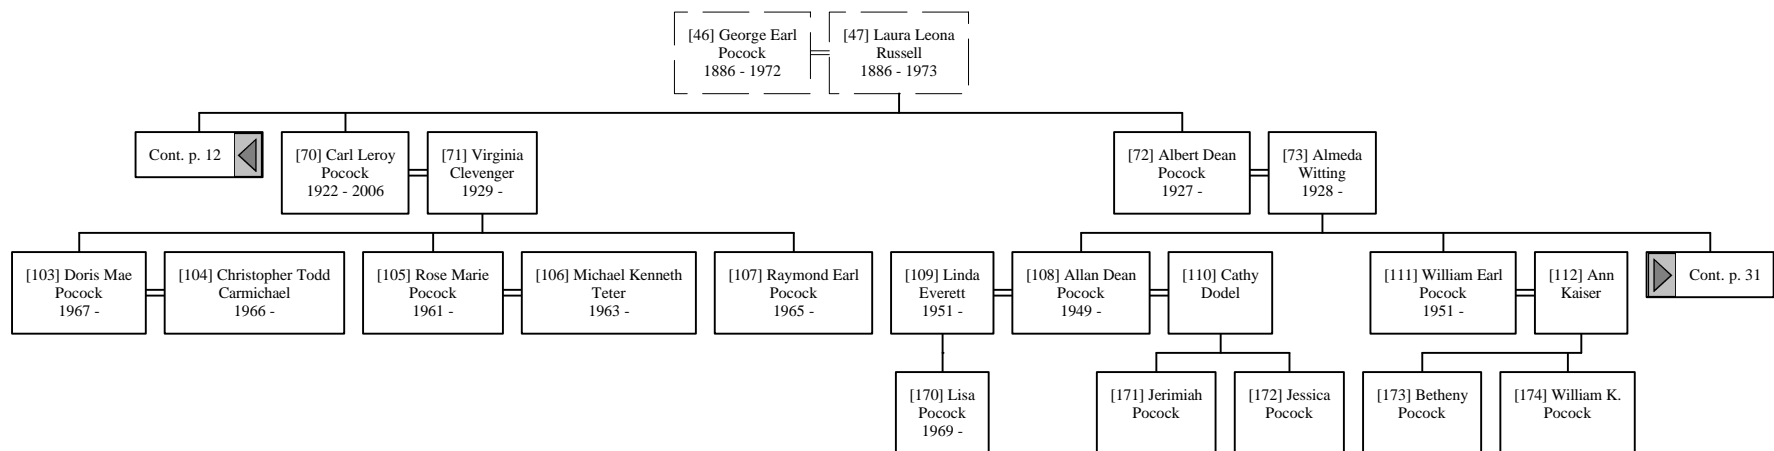 [46] George Earl
Pocock
1886 - 1972
[47] Laura Leona
Russell
1886 - 1973
Cont. p. 12
[70] Carl Leroy
Pocock
1922 - 2006
[71] Virginia
Clevenger
1929 -
[72] Albert Dean
Pocock
1927 -
[73] Almeda
Witting
1928 -
[103] Doris Mae
Pocock
1967 -
[104] Christopher Todd
Carmichael
1966 -
[105] Rose Marie
Pocock
1961 -
[106] Michael Kenneth
Teter
1963 -
[107] Raymond Earl
Pocock
1965 -
[109] Linda
Everett
1951 -
[108] Allan Dean
Pocock
1949 -
[110] Cathy
Dodel
[111] William Earl
Pocock
1951 -
[112] Ann
Kaiser
Cont. p. 31
[170] Lisa
Pocock
1969 -
[171] Jerimiah
Pocock
[172] Jessica
Pocock
[173] Betheny
Pocock
[174] William K.
Pocock